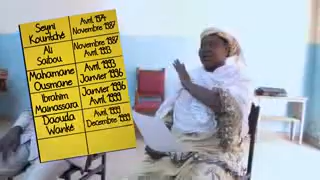 Seyni Avril 1974
Kountché Novembre 1987
Ali Novembre 1987
Saibou Avril 1993
Mahamane Avril 1993
Ousmane Janvier 1996
Ibrahim Janvier 1996
Mainassara Avril 1999
Daouda Avril 1999
Wanké Décembre 1999